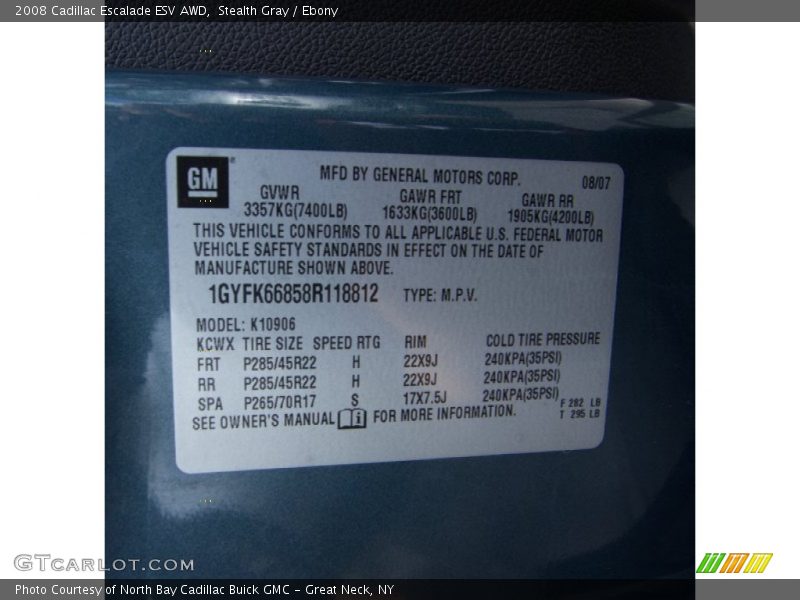 2008 Cadillac Escalade ESV AWD,  Stealth Gray / Ebony
GM
MFD BY GENERAL MOTORS CORP.
08/07
GVWR GAWR FRT GAWR RR
3357KG(7400LB) 1633KG(3600LB) 1905KG(4200LB)
THIS VEHICLE CONFORMS TO ALL APPLICABLE U.S. FEDERAL MOTOR
VEHICLE SAFETY STANDARDS IN EFFECT ON THE DATE OF
MANUFACTURE SHOWN ABOVE.
1GYFK66858R118812 TYPE: M.P.V.
MODEL: K10906
KCWX TIRE SIZE SPEED RTG RIM COLD TIRE PRESSURE
FRT P285/45R22 H 22X9J 240KPA(35PSI)
RR P285/45R22 H 22X9J 240KPA(35PSI)
SPA P265/70R17 S 17X7.5J 240KPA(35PSI)
F 282 LB
T 295 LB
SEE OWNER'S MANUAL i FOR MORE INFORMATION.
GTCARLOT.COM
Photo Courtesy of North Bay Cadillac Buick GMC - Great Neck, NY